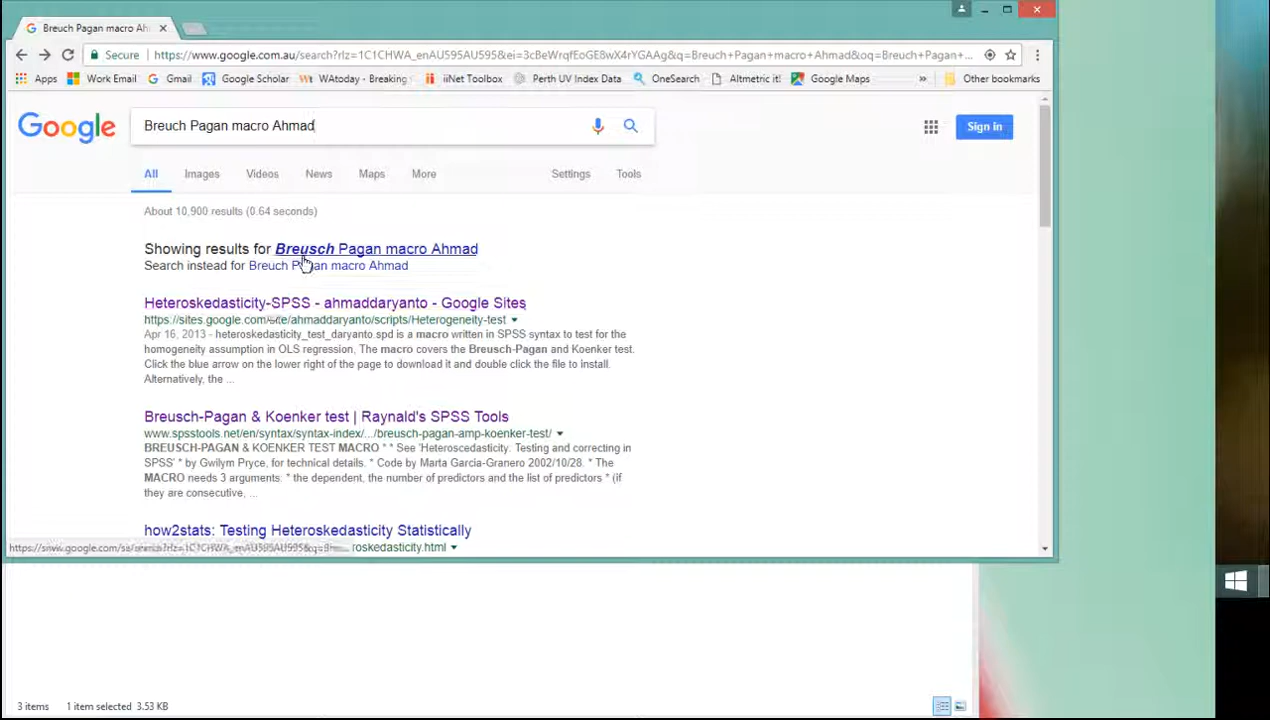 Breuch Pagan macro Ah
Secure https://www.google.com.au/search?rlz=1C1CHWA_enAU595AU595&ei=3cBeWrqfEoGE8wX4rYGAAg&q=Breuch+Pagan+macro+Ahmad&oq=Breuch+Pagan+...
Apps Work Email Gmail Google Scholar WAtoday - Breaking iiNet Toolbox Perth UV Index Data OneSearch Altmetric it! Google Maps » Other bookmarks
Google Breuch Pagan macro Ahmad Sign in
All Images Videos News Maps More Settings Tools
About 10,900 results (0.64 seconds)
Showing results for Breusch Pagan macro Ahmad
Search instead for Breuch Pagan macro Ahmad
Heteroskedasticity-SPSS - ahmaddaryanto - Google Sites
https://sites.google.com/site/ahmaddaryanto/scripts/Heterogeneity-test
Apr 16, 2013 - heteroskedasticity_test_daryanto.spd is a macro written in SPSS syntax to test for the
homogeneity assumption in OLS regression, The macro covers the Breusch-Pagan and Koenker test.
Click the blue arrow on the lower right of the page to download it and double click the file to install.
Alternatively, the ...
Breusch-Pagan & Koenker test | Raynald's SPSS Tools
www.spsstools.net/en/syntax/syntax-index/.../breusch-pagan-amp-koenker-test/
BREUSCH-PAGAN & KOENKER TEST MACRO * * See 'Heteroscedasticity. Testing and correcting in
SPSS' * by Gwilym Pryce, for technical details. * Code by Marta Garcia-Granero 2002/10/28. * The
MACRO needs 3 arguments: * the dependent, the number of predictors and the list of predictors * (if
they are consecutive, ...
how2stats: Testing Heteroskedasticity Statistically
roskedasticity.html
3 items 1 item selected 3.53 KB